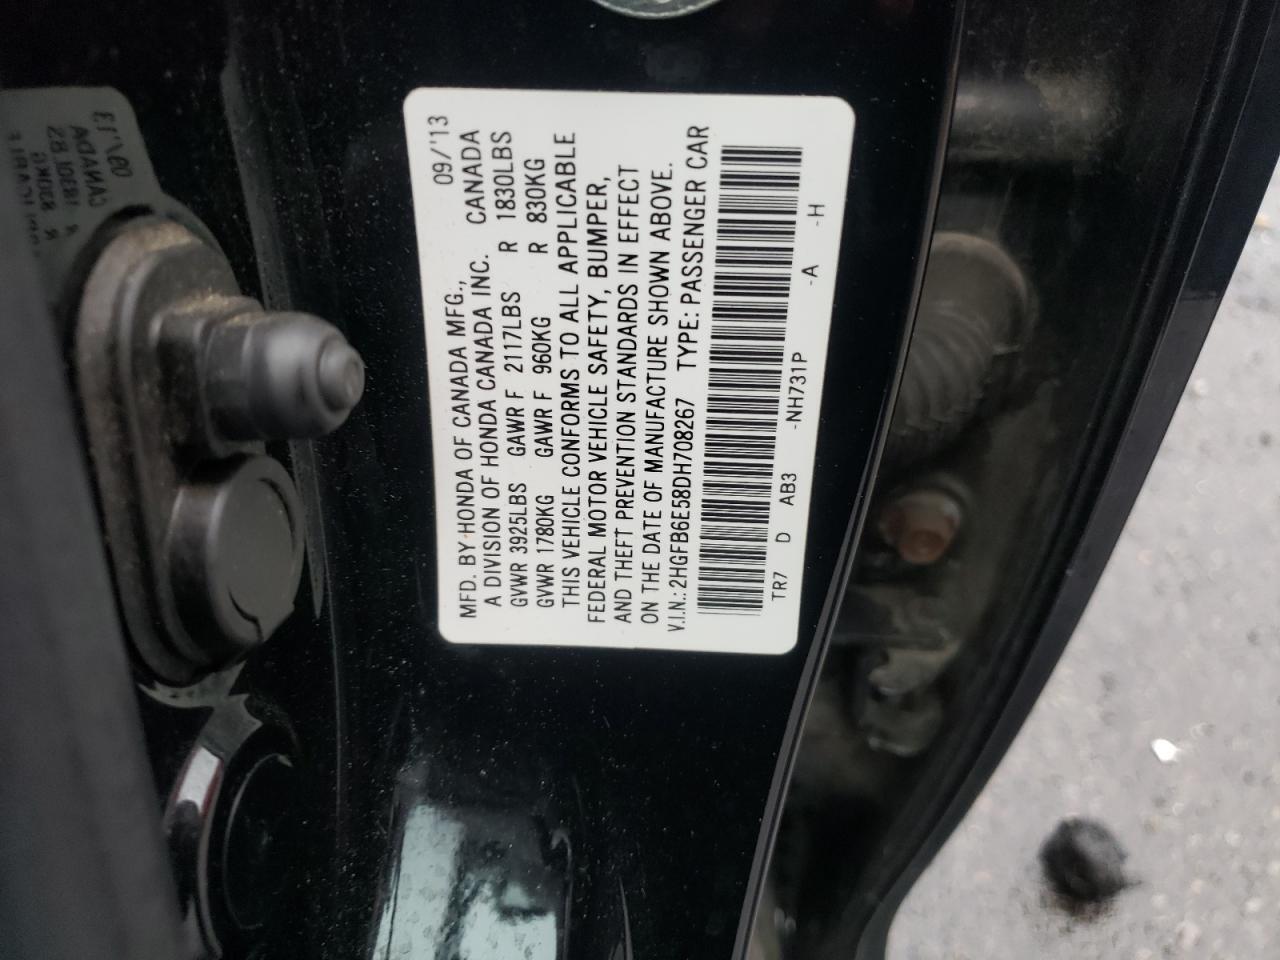 MFD. BY HONDA OF CANADA MFG., 09/'13
A DIVISION OF HONDA CANADA INC. CANADA
GVWR 3925LBS GAWR F 2117LBS R 1830LBS
GVWR 1780KG GAWR F 960KG R 830KG
THIS VEHICLE CONFORMS TO ALL APPLICABLE
FEDERAL MOTOR VEHICLE SAFETY, BUMPER,
AND THEFT PREVENTION STANDARDS IN EFFECT
ON THE DATE OF MANUFACTURE SHOWN ABOVE.
V.I.N.: 2HGFB6E58DH708267 TYPE: PASSENGER CAR
TR7 D AB3 -NH731P -A -H